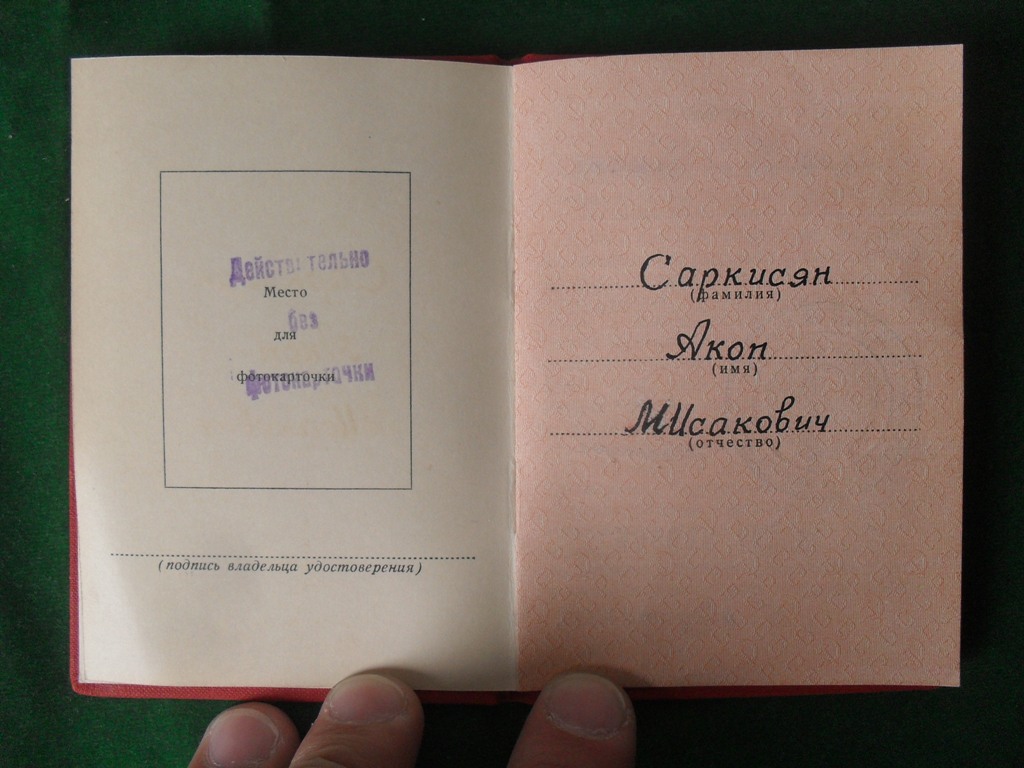 Действительно
Место
без
для
фотокарточки
фотокарточки
(подпись владельца удостоверения)
Саркисян
(фамилия)
Акоп
(имя)
Мисакович
(отчество)